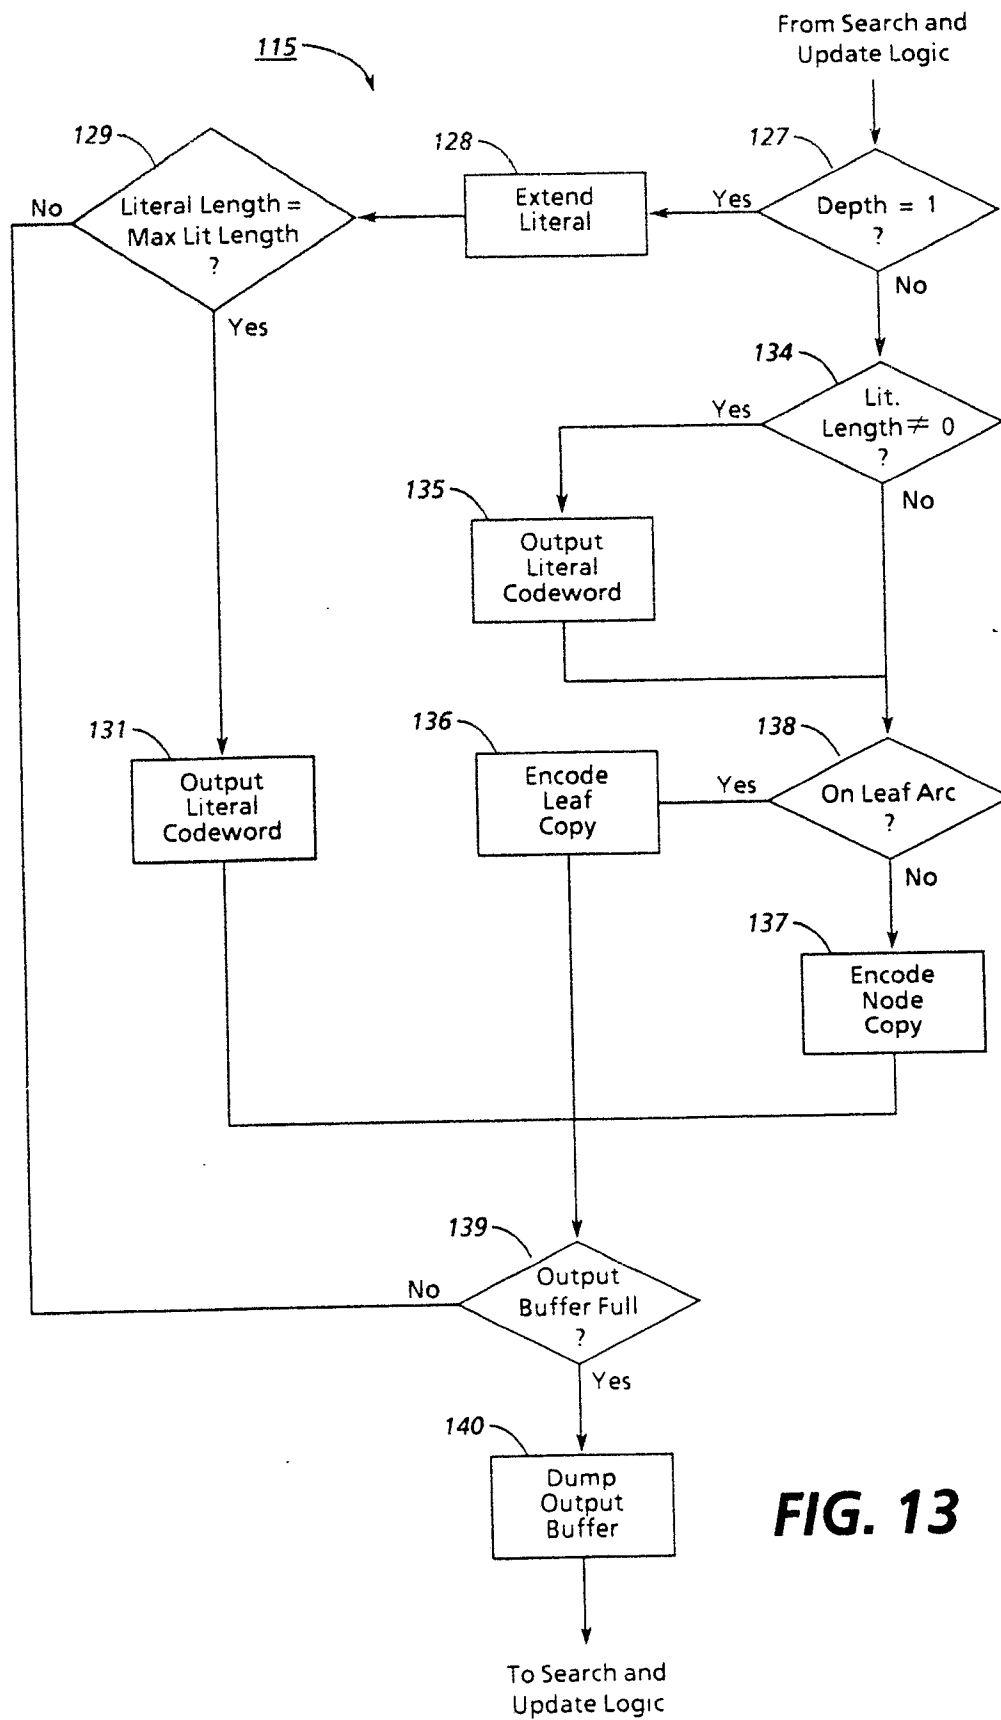 From Search and
Update Logic
115
129
128
127
No
Literal Length =
Max Lit Length
?
Yes
Extend
Literal
Yes
Depth = 1
?
No
134
Yes
Lit.
Length ≠ 0
?
No
135
Output
Literal
Codeword
131
Output
Literal
Codeword
136
Encode
Leaf
Copy
138
Yes
On Leaf Arc
?
No
137
Encode
Node
Copy
139
No
Output
Buffer Full
?
Yes
140
Dump
Output
Buffer
FIG. 13
To Search and
Update Logic